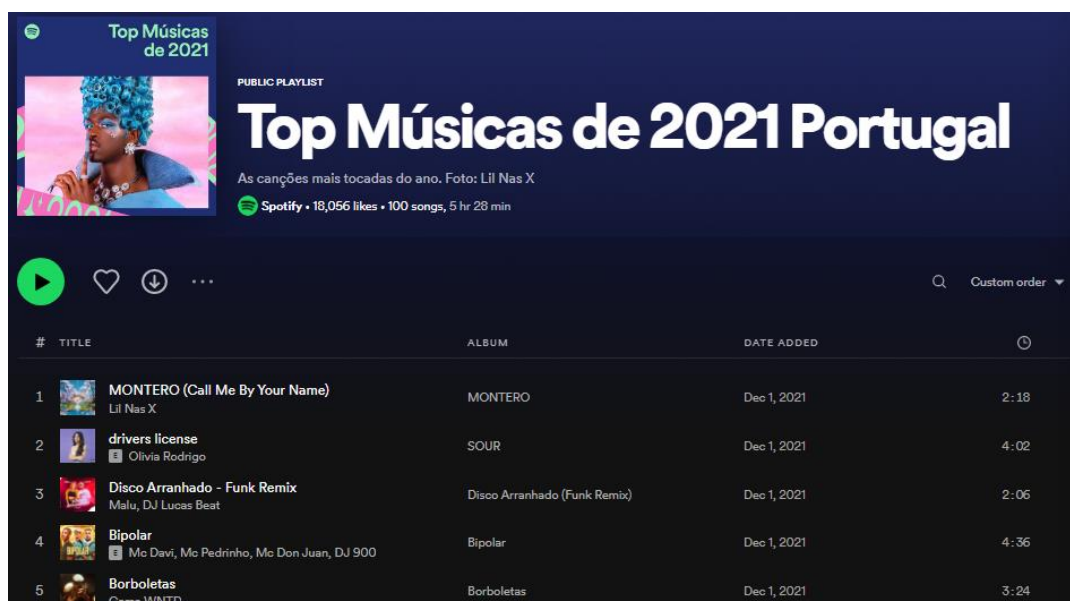 Top Músicas
de 2021
PUBLIC PLAYLIST
Top Músicas de 2021 Portugal
As canções mais tocadas do ano. Foto: Lil Nas X
Spotify • 18,056 likes • 100 songs, 5 hr 28 min
Custom order
# TITLE ALBUM DATE ADDED
1 MONTERO (Call Me By Your Name) MONTERO Dec 1, 2021 2:18
Lil Nas X
2 drivers license SOUR Dec 1, 2021 4:02
E Olivia Rodrigo
3 Disco Arranhado - Funk Remix Disco Arranhado (Funk Remix) Dec 1, 2021 2:06
Malu, DJ Lucas Beat
4 Bipolar Bipolar Dec 1, 2021 4:36
E Mc Davi, Mc Pedrinho, Mc Don Juan, DJ 900
5 Borboletas Borboletas Dec 1, 2021 3:24